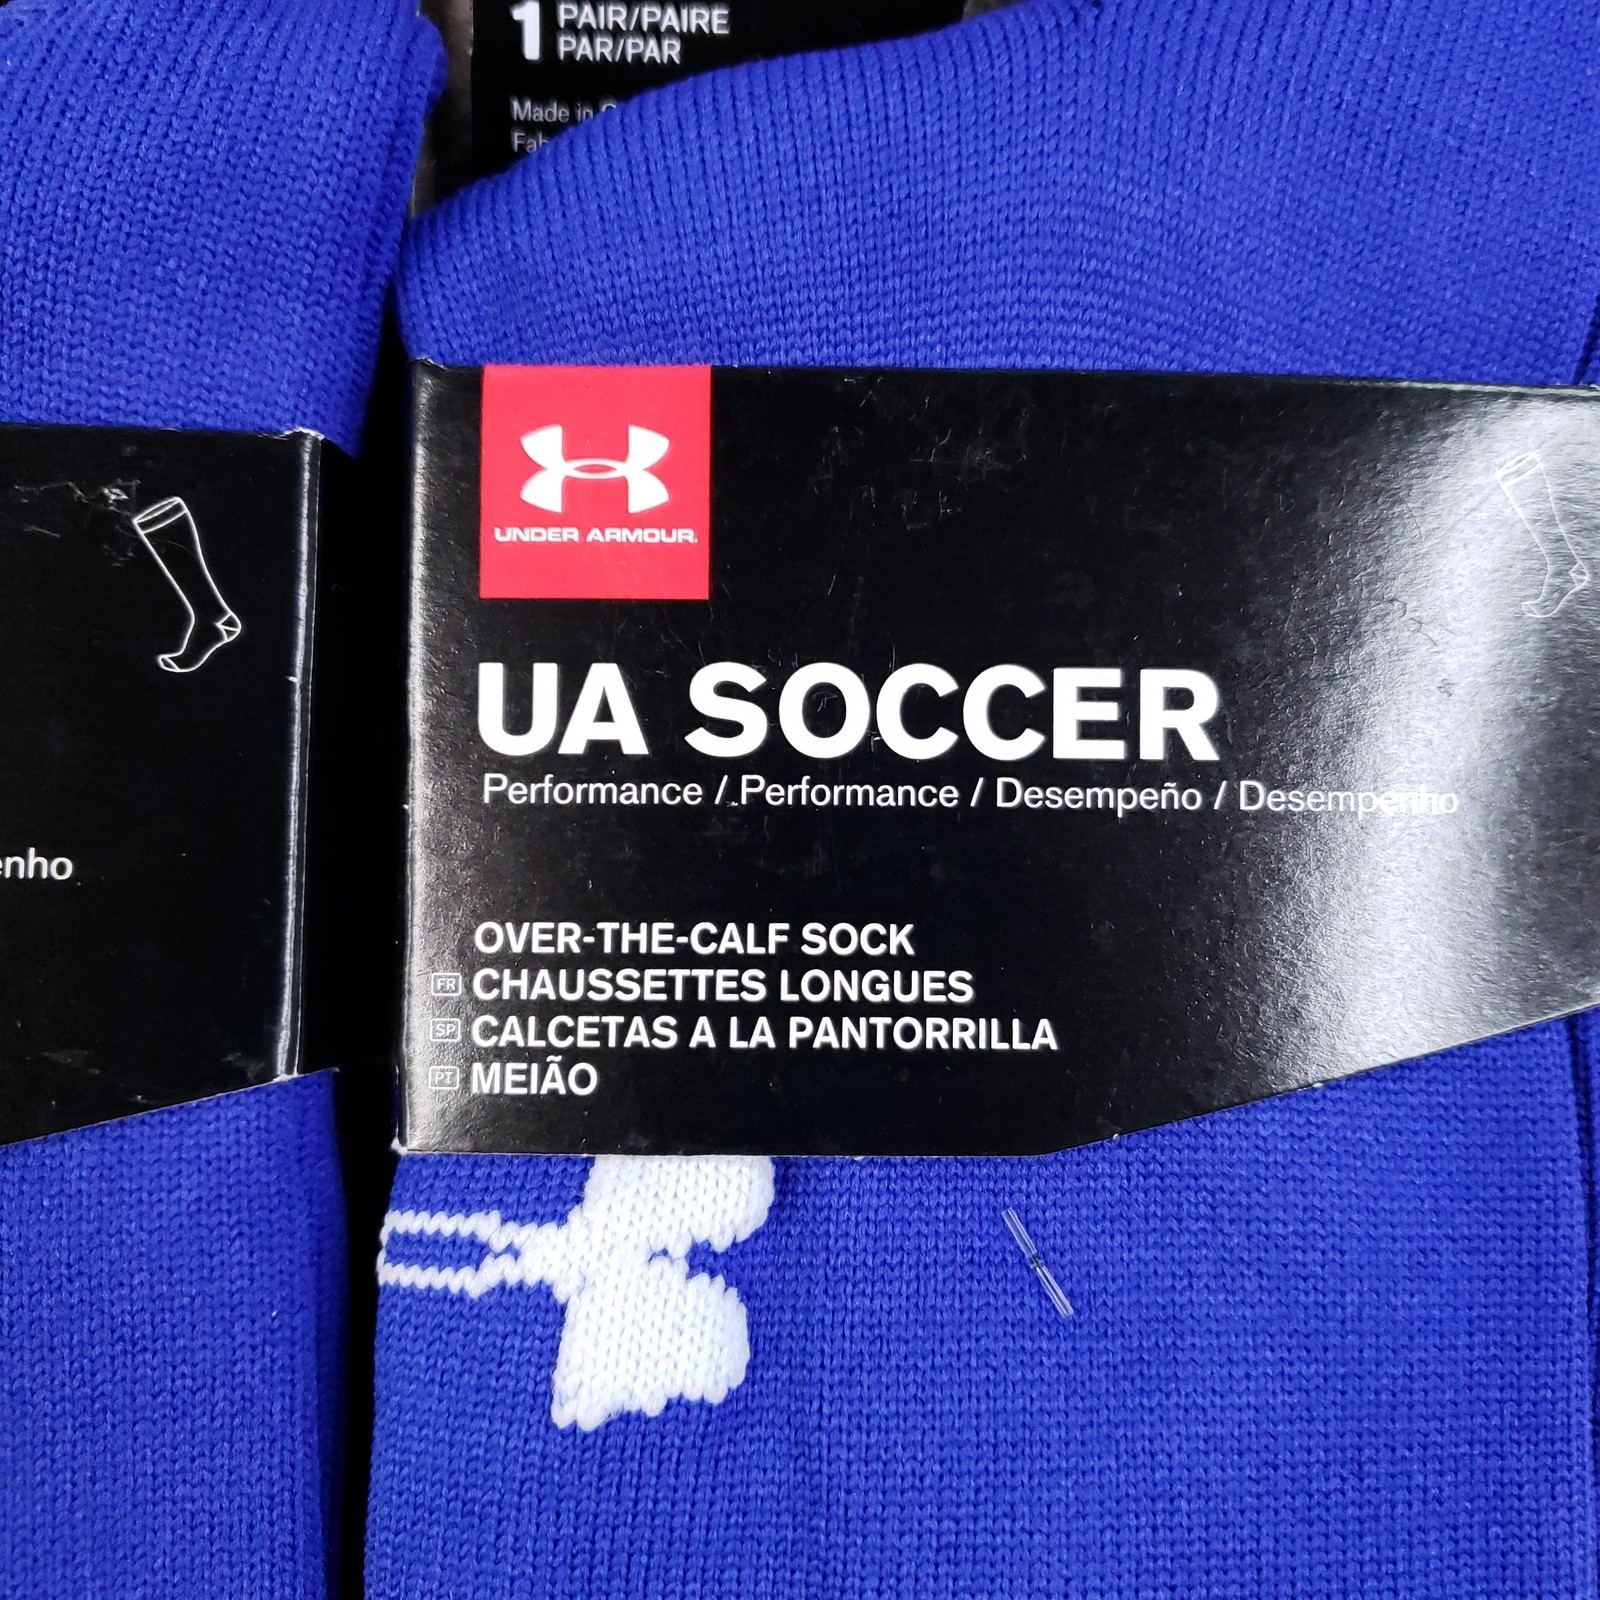 1 PAIR/PAIRE
PAR/PAR
Made in
UNDER ARMOUR.
UA SOCCER
Performance / Performance / Desempeño / Desempenho
enho
OVER-THE-CALF SOCK
FR CHAUSSETTES LONGUES
SP CALCETAS A LA PANTORRILLA
PT MEIÃO